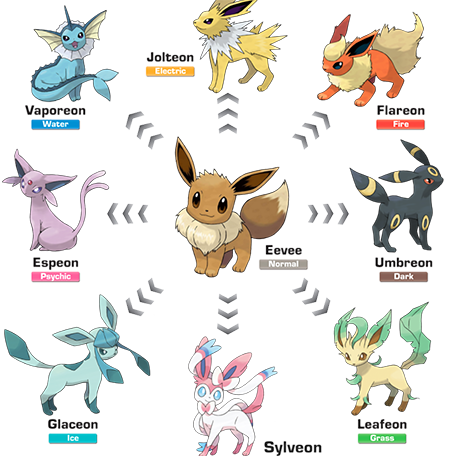 Jolteon
Electric
Vaporeon
Water
Flareon
Fire
Espeon
Psychic
Eevee
Normal
Umbreon
Dark
Glaceon
Ice
Sylveon
Leafeon
Grass